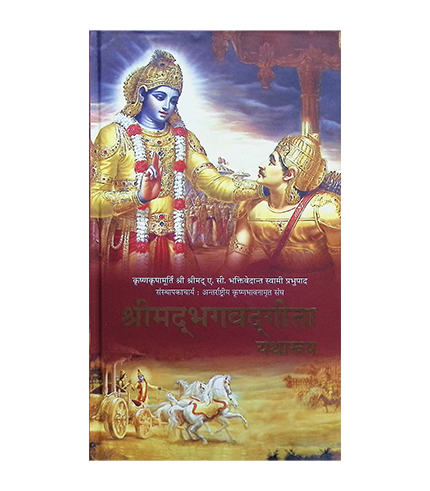 कृष्णकृपामूर्ति श्री श्रीमद् ए. सी. भक्तिवेदान्त स्वामी प्रभुपाद
संस्थापकाचार्य : अन्तर्राष्ट्रीय कृष्णभावनामृत संघ
श्रीमद्भगवद्गीता
यथारूप